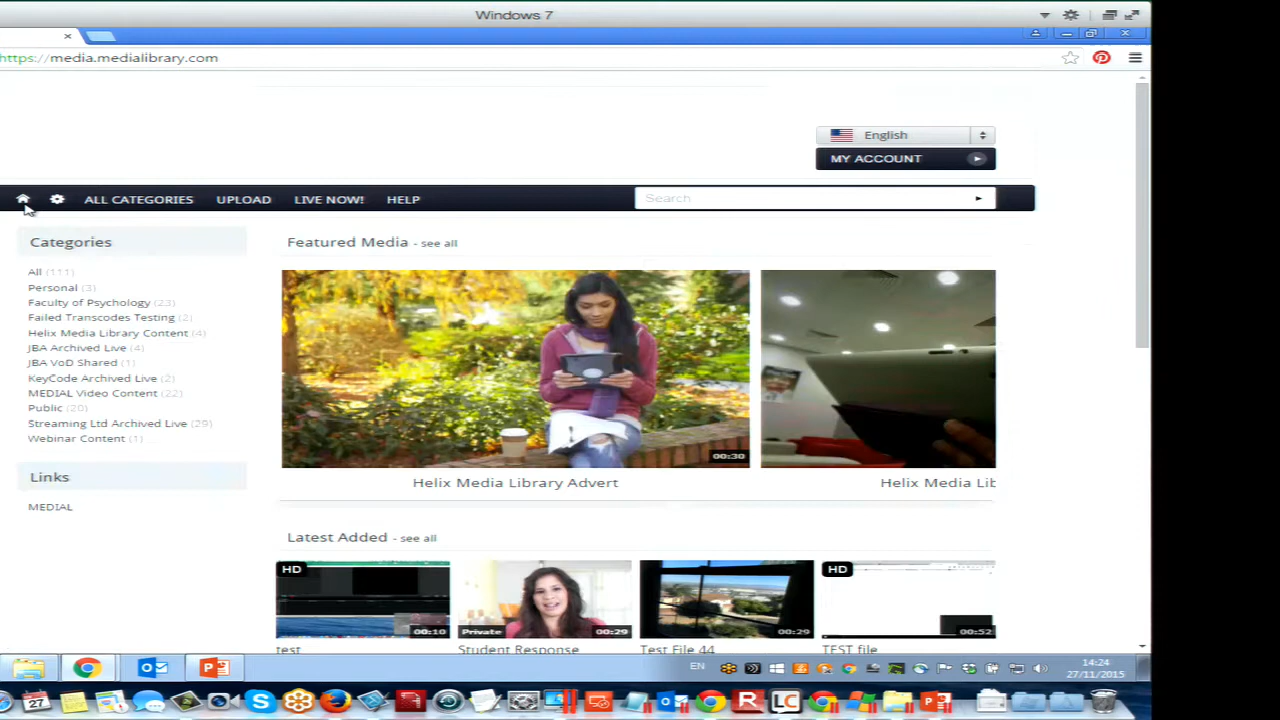 Windows 7
https://media.medialibrary.com
English
MY ACCOUNT
ALL CATEGORIES UPLOAD LIVE NOW! HELP
Search
Categories
All (111)
Personal (3)
Faculty of Psychology (23)
Failed Transcodes Testing (2)
Helix Media Library Content (4)
JBA Archived Live (4)
JBA VoD Shared (1)
KeyCode Archived Live (2)
MEDIAL Video Content (22)
Public (20)
Streaming Ltd Archived Live (29)
Webinar Content (1)
Links
MEDIAL
Featured Media - see all
00:30
Helix Media Library Advert
Helix Media Lib
Latest Added - see all
HD
00:10
test
Private
00:29
Student Response
00:29
Test File 44
HD
00:52
TEST file
EN
14:24
27/11/2015
27